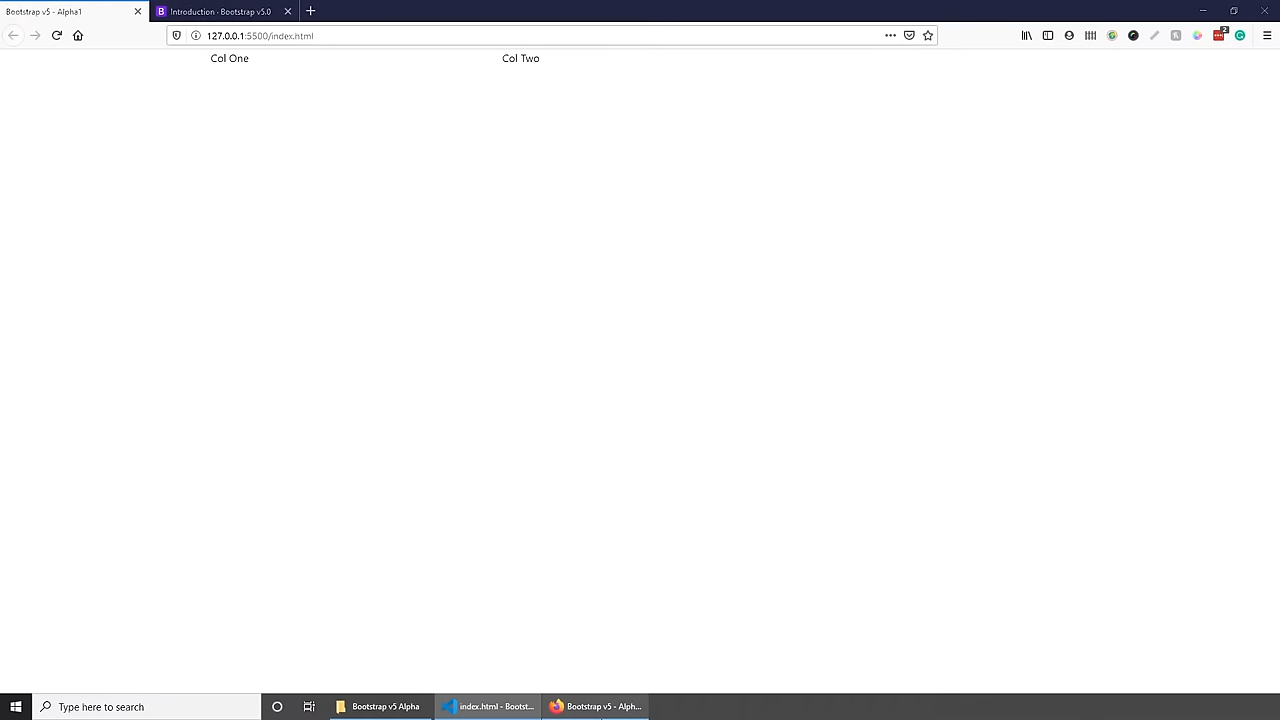 Bootstrap v5 - Alpha1
Introduction · Bootstrap v5.0
127.0.0.1:5500/index.html
2
Col One
Col Two
Type here to search
Bootstrap v5 Alpha
index.html - Bootst...
Bootstrap v5 - Alph...